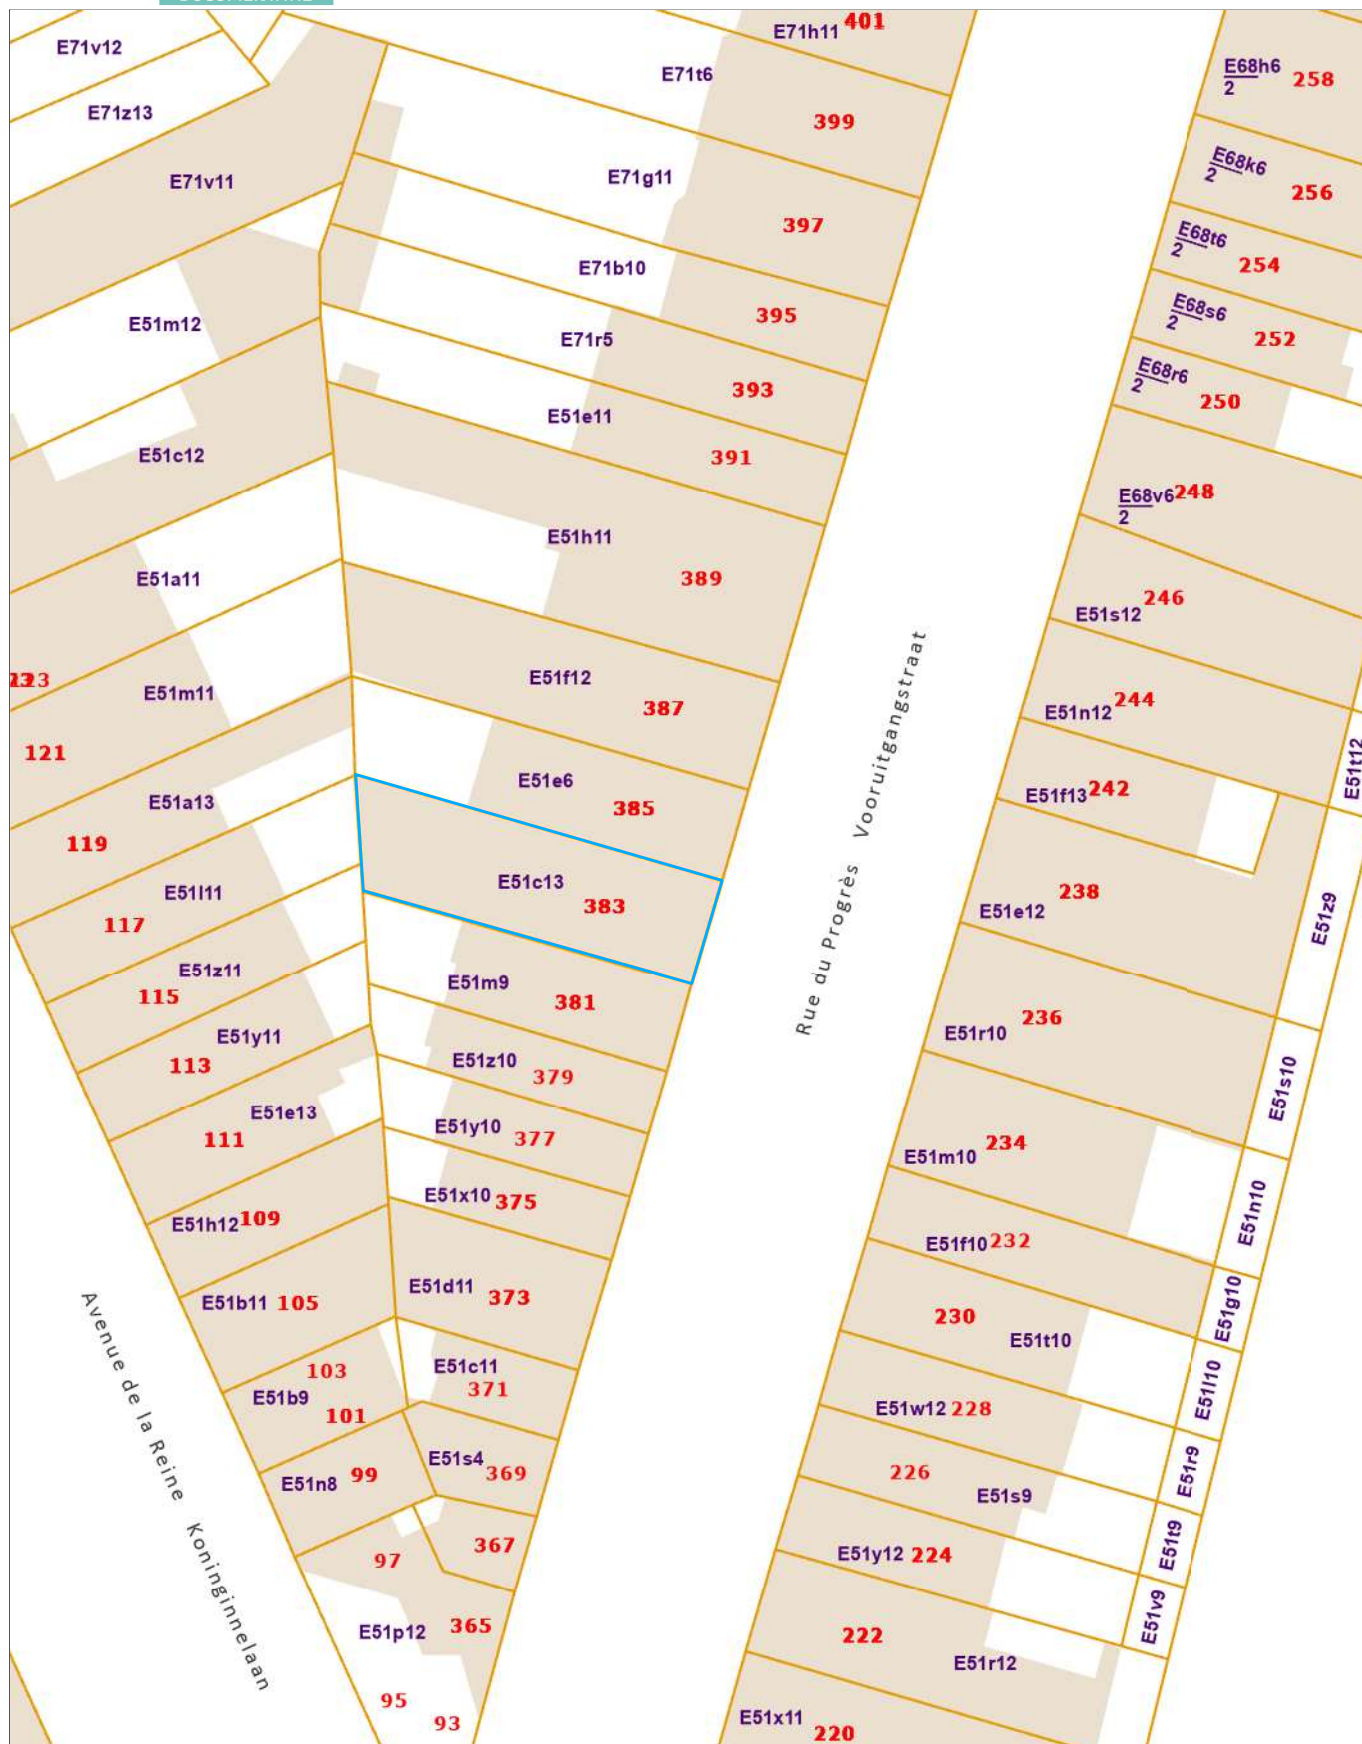 E71v12
E71z13
E71v11
E51m12
E51c12
E51a11
E51m11
123
121
E51a13
119
E51l11
117
E51z11
115
E51y11
113
E51e13
111
E51h12 109
E51b11 105
103
E51b9
101
E51n8 99
97
E51p12 365
95
93
E71h11 401
E71t6
399
E71g11
397
E71b10
395
E71r5
393
E51e11
391
E51h11
389
E51f12
387
E51e6
385
E51c13
383
E51m9
381
E51z10
379
E51y10
377
E51x10 375
E51d11
373
E51c11
371
E51s4
369
367
Rue du Progrès Vooruitgangstraat
Avenue de la Reine Koninginnelaan
E68h6
2
258
E68k6
2
256
E68t6
2
254
E68s6
2
252
E68r6
2
250
E68v6 248
2
246
E51s12
244
E51n12
E51t12
E51f13 242
238
E51e12
E51z9
236
E51r10
E51s10
234
E51m10
E51n10
E51f10 232
E51g10
230
E51t10
E51l10
E51w12 228
E51r9
226
E51s9
E51t9
E51y12 224
E51v9
222
E51r12
E51x11
220